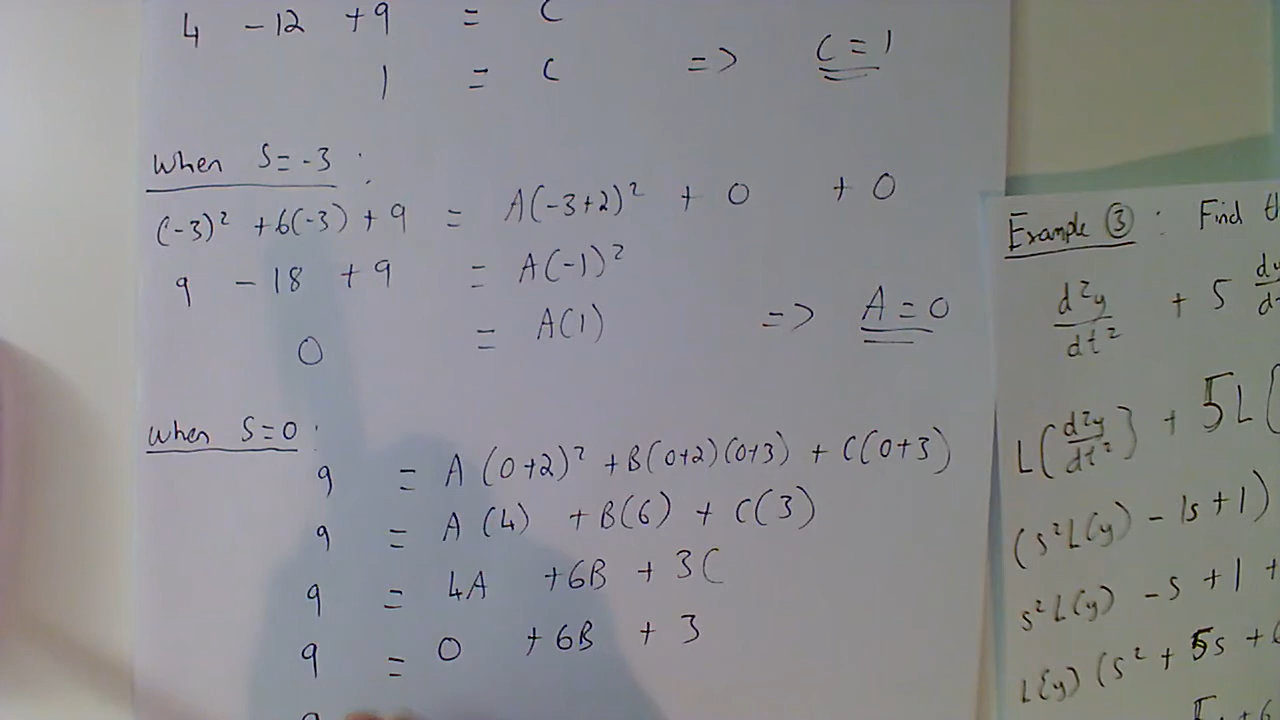 4 - 12 + 9 = C
1 = C => C = 1
When S = -3 :
(-3)² + 6(-3) + 9 = A(-3+2)² + 0 + 0
9 - 18 + 9 = A(-1)²
0 = A(1) => A = 0
When S = 0 :
9 = A(0+2)² + B(0+2)(0+3) + C(0+3)
9 = A(4) + B(6) + C(3)
9 = 4A + 6B + 3C
9 = 0 + 6B + 3
Example ③ : Find
d²y/dt² + 5
L(d²y/dt²) + 5L(
(s²L(y) - 1s + 1)
s²L(y) - s + 1 +
L(y) (s² + 5s +